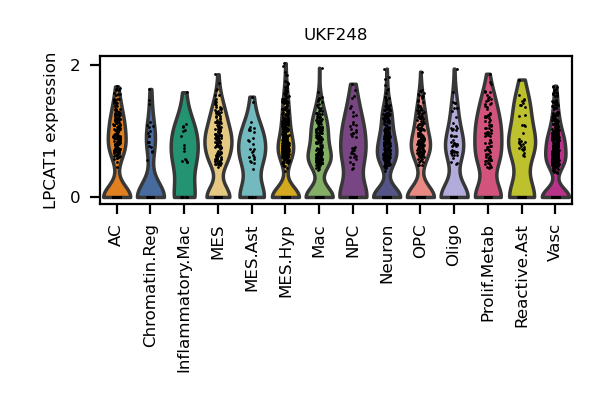 UKF248
LPCAT1 expression
2
0
AC
Chromatin.Reg
Inflammatory.Mac
MES
MES.Ast
MES.Hyp
Mac
NPC
Neuron
OPC
Oligo
Prolif.Metab
Reactive.Ast
Vasc